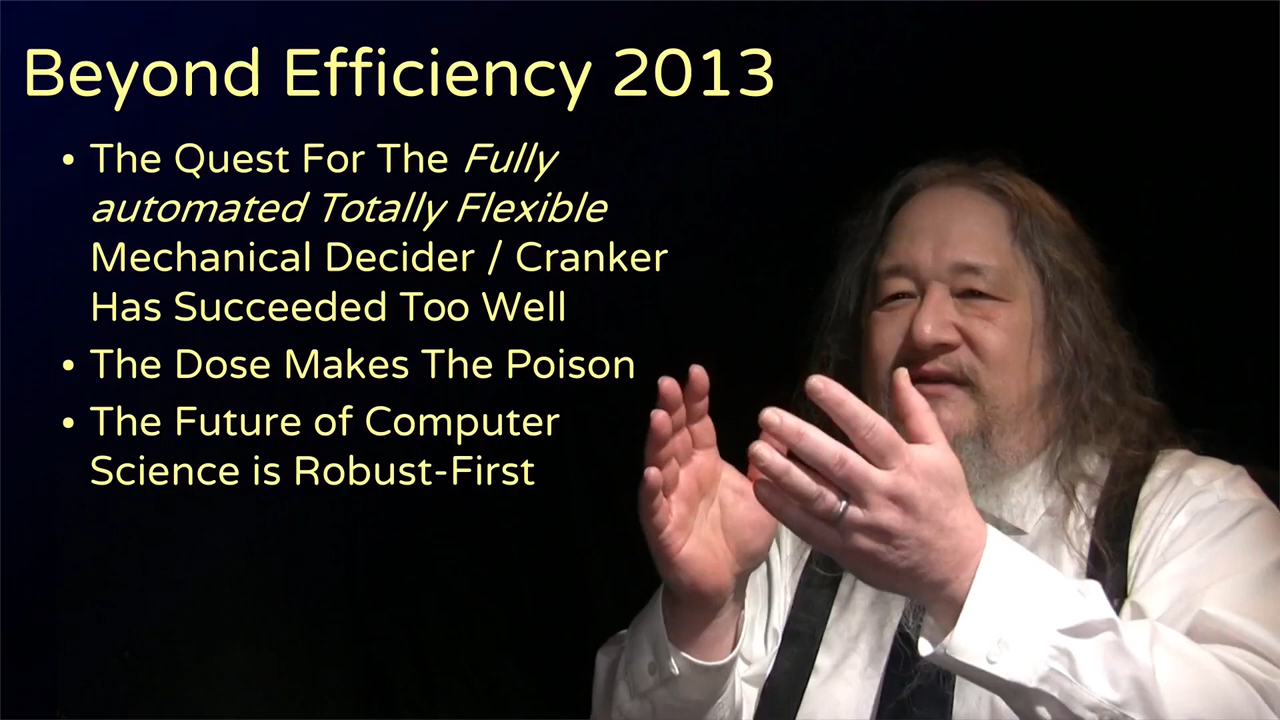 Beyond Efficiency 2013
• The Quest For The Fully
automated Totally Flexible
Mechanical Decider / Cranker
Has Succeeded Too Well
• The Dose Makes The Poison
• The Future of Computer
Science is Robust-First